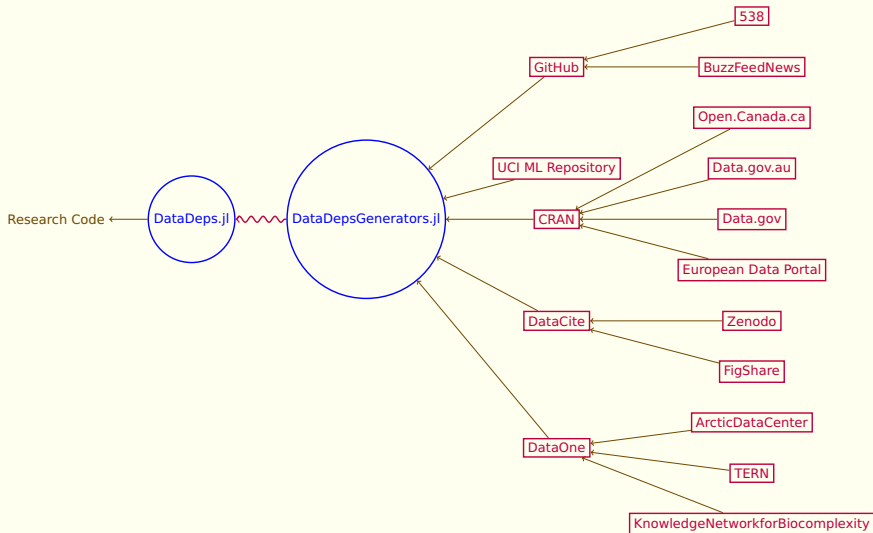 538
GitHub
BuzzFeedNews
Open.Canada.ca
UCI ML Repository
Data.gov.au
Research Code
DataDeps.jl
DataDepsGenerators.jl
CRAN
Data.gov
European Data Portal
DataCite
Zenodo
FigShare
ArcticDataCenter
DataOne
TERN
KnowledgeNetworkforBiocomplexity